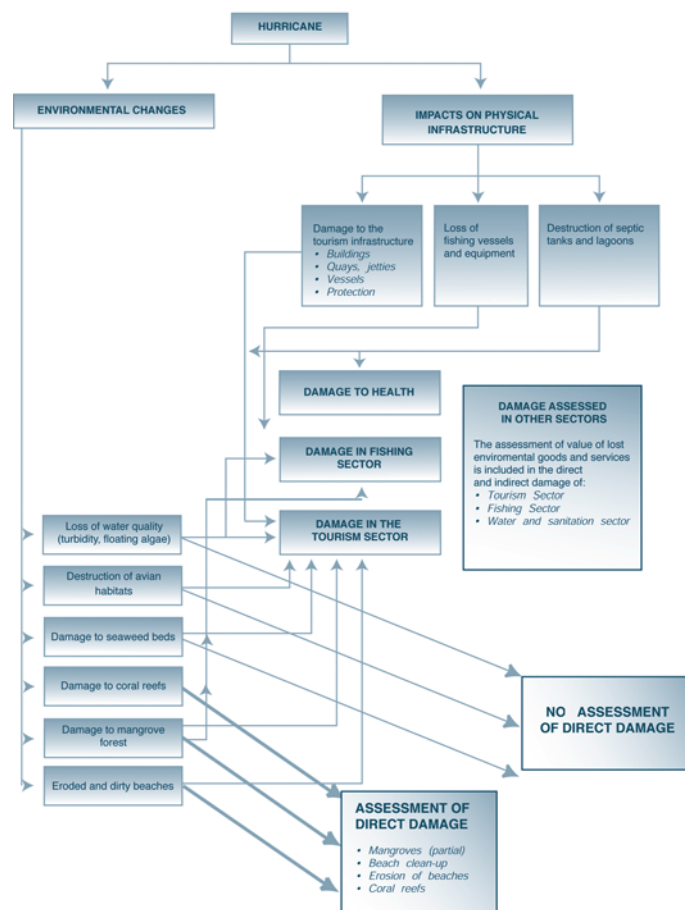 HURRICANE
ENVIRONMENTAL CHANGES
IMPACTS ON PHYSICAL
INFRASTRUCTURE
Damage to the
tourism infrastructure
• Buildings
• Quays, jetties
• Vessels
• Protection
Loss of
fishing vessels
and equipment
Destruction of septic
tanks and lagoons
DAMAGE TO HEALTH
DAMAGE ASSESSED
IN OTHER SECTORS
The assessment of value of lost
enviromental goods and services
is included in the direct
and indirect damage of:
• Tourism Sector
• Fishing Sector
• Water and sanitation sector
DAMAGE IN FISHING
SECTOR
DAMAGE IN THE
TOURISM SECTOR
Loss of water quality
(turbidity, floating algae)
Destruction of avian
habitats
Damage to seaweed beds
Damage to coral reefs
Damage to mangrove
forest
Eroded and dirty beaches
NO ASSESSMENT
OF DIRECT DAMAGE
ASSESSMENT OF
DIRECT DAMAGE
• Mangroves (partial)
• Beach clean-up
• Erosion of beaches
• Coral reefs